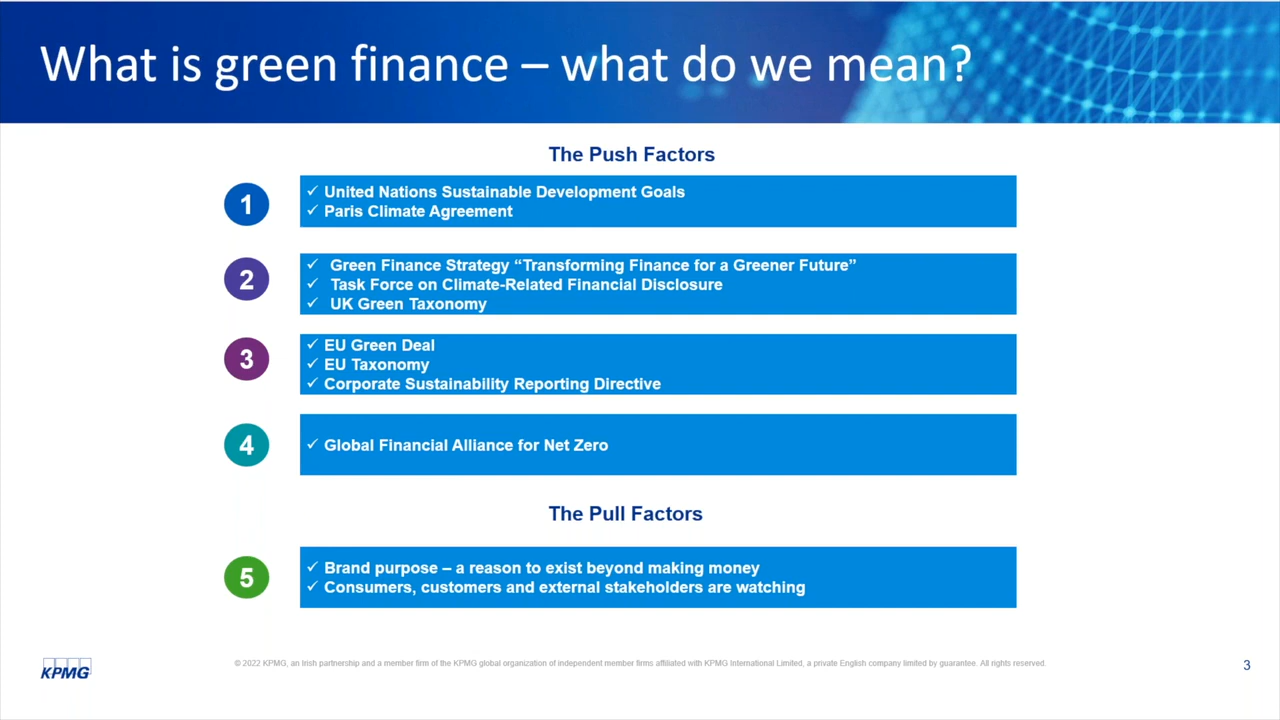 What is green finance – what do we mean?
The Push Factors
1
✓ United Nations Sustainable Development Goals
✓ Paris Climate Agreement
2
✓ Green Finance Strategy “Transforming Finance for a Greener Future”
✓ Task Force on Climate-Related Financial Disclosure
✓ UK Green Taxonomy
3
✓ EU Green Deal
✓ EU Taxonomy
✓ Corporate Sustainability Reporting Directive
4
✓ Global Financial Alliance for Net Zero
The Pull Factors
5
✓ Brand purpose – a reason to exist beyond making money
✓ Consumers, customers and external stakeholders are watching
KPMG
© 2022 KPMG, an Irish partnership and a member firm of the KPMG global organization of independent member firms affiliated with KPMG International Limited, a private English company limited by guarantee. All rights reserved.
3